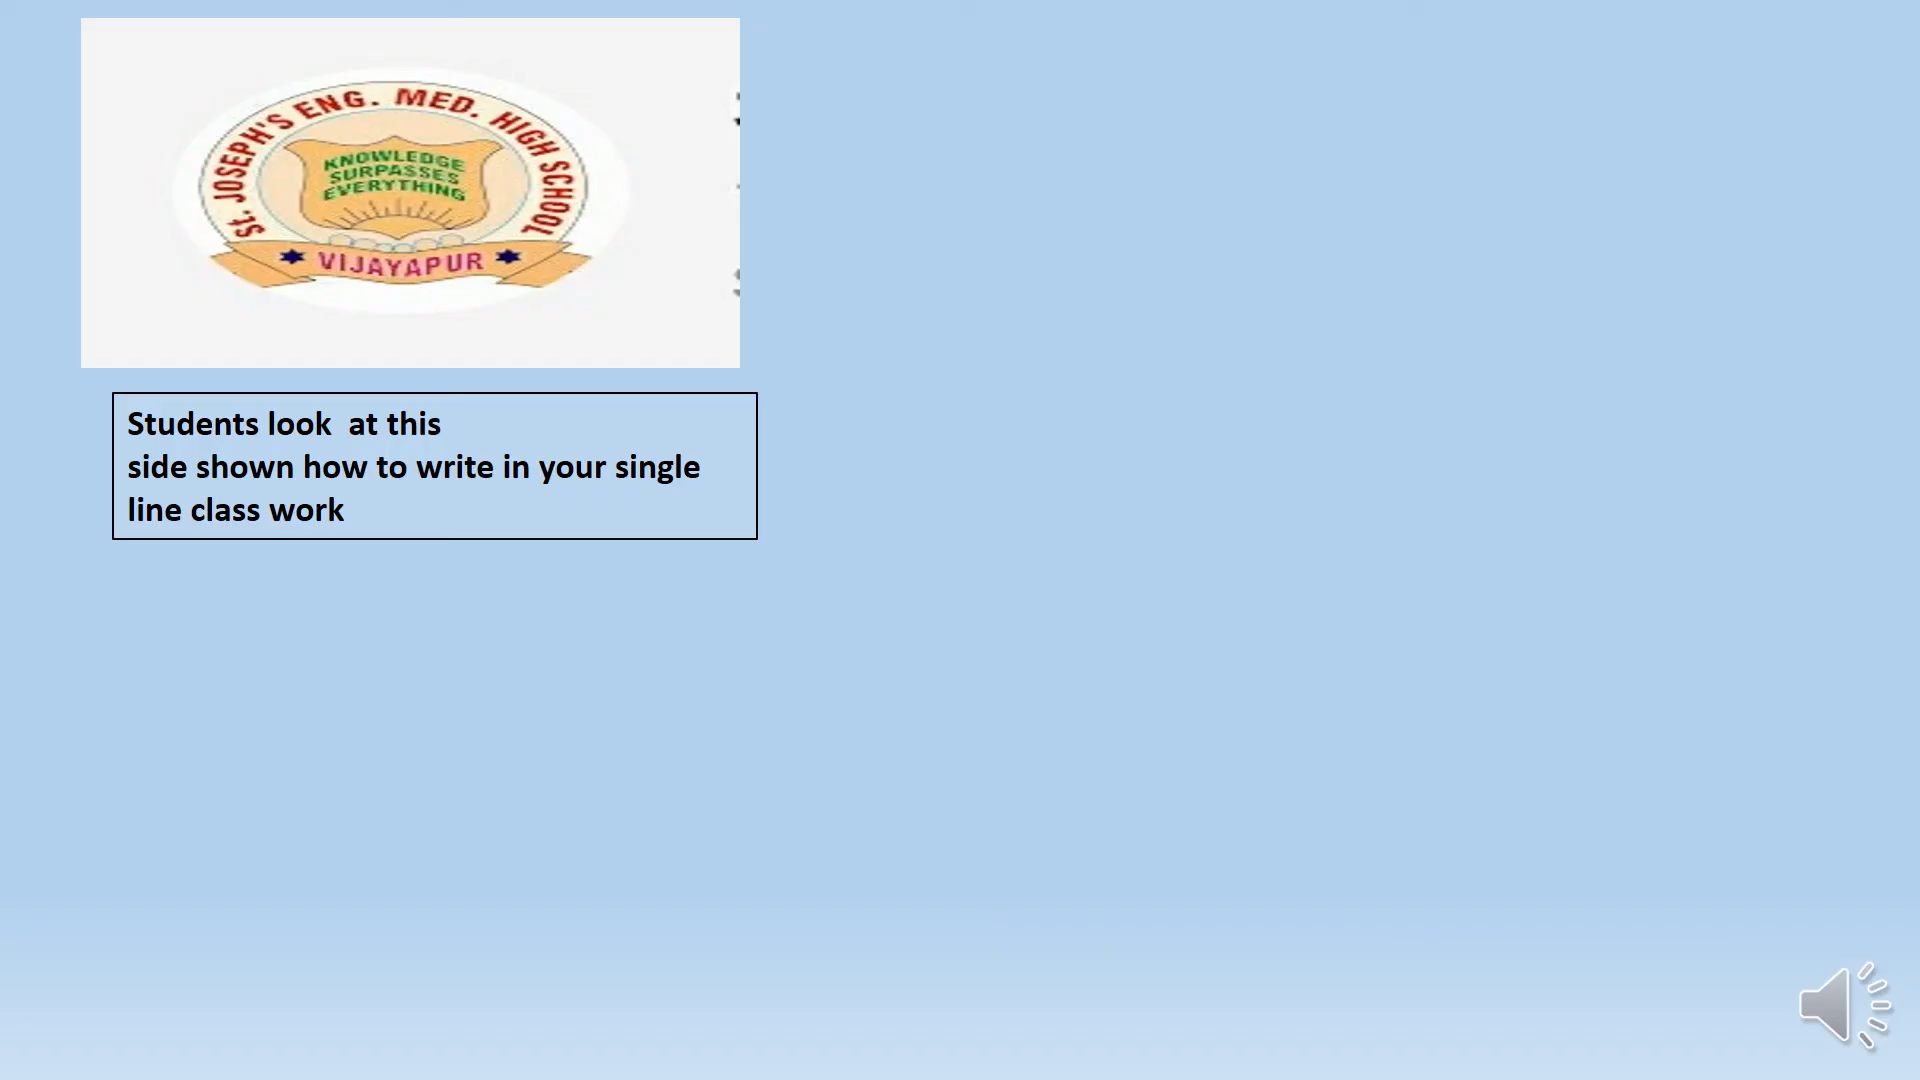 St. JOSEPH'S ENG. MED. HIGH SCHOOL
KNOWLEDGE
SURPASSES
EVERYTHING
VIJAYAPUR
Students look  at this
side shown how to write in your single
line class work